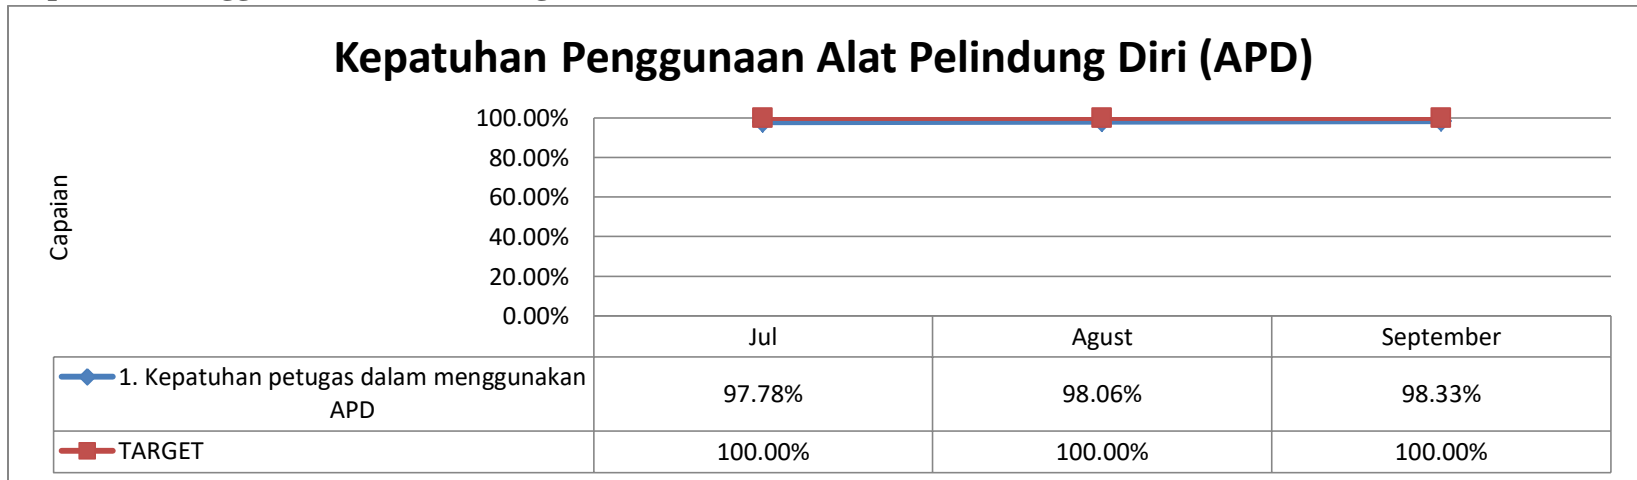 Kepatuhan Penggunaan Alat Pelindung Diri (APD)
100.00%
80.00%
60.00%
40.00%
20.00%
0.00%
Capaian
Jul Agust September
1. Kepatuhan petugas dalam menggunakan
APD
97.78% 98.06% 98.33%
TARGET 100.00% 100.00% 100.00%